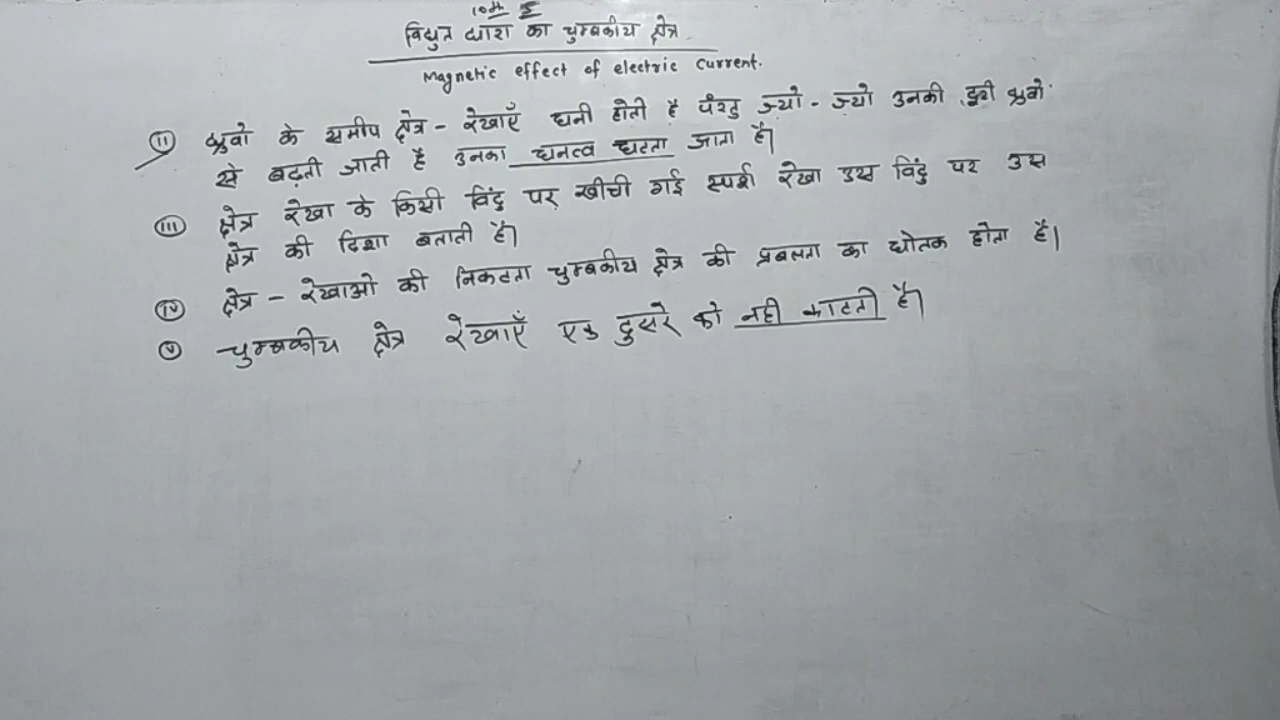 10th
विद्युत धारा का चुम्बकीय क्षेत्र
Magnetic effect of electric current.
(ii) ध्रुवो के समीप क्षेत्र - रेखाएँ घनी होती है परंतु ज्यो - ज्यो उनकी दुरी ध्रुवो
से बढ़ती जाती है उनका घनत्व घटता जाता है।
(iii) क्षेत्र रेखा के किसी विंदु पर खीची गई स्पर्श रेखा उस विंदु पर उस
क्षेत्र की दिशा बताती है।
(iv) क्षेत्र - रेखाओ की निकटता चुम्बकीय क्षेत्र की प्रबलता का धोतक होता है।
(v) चुम्बकीय क्षेत्र रेखाएँ एक दुसरे को नही काटती है।